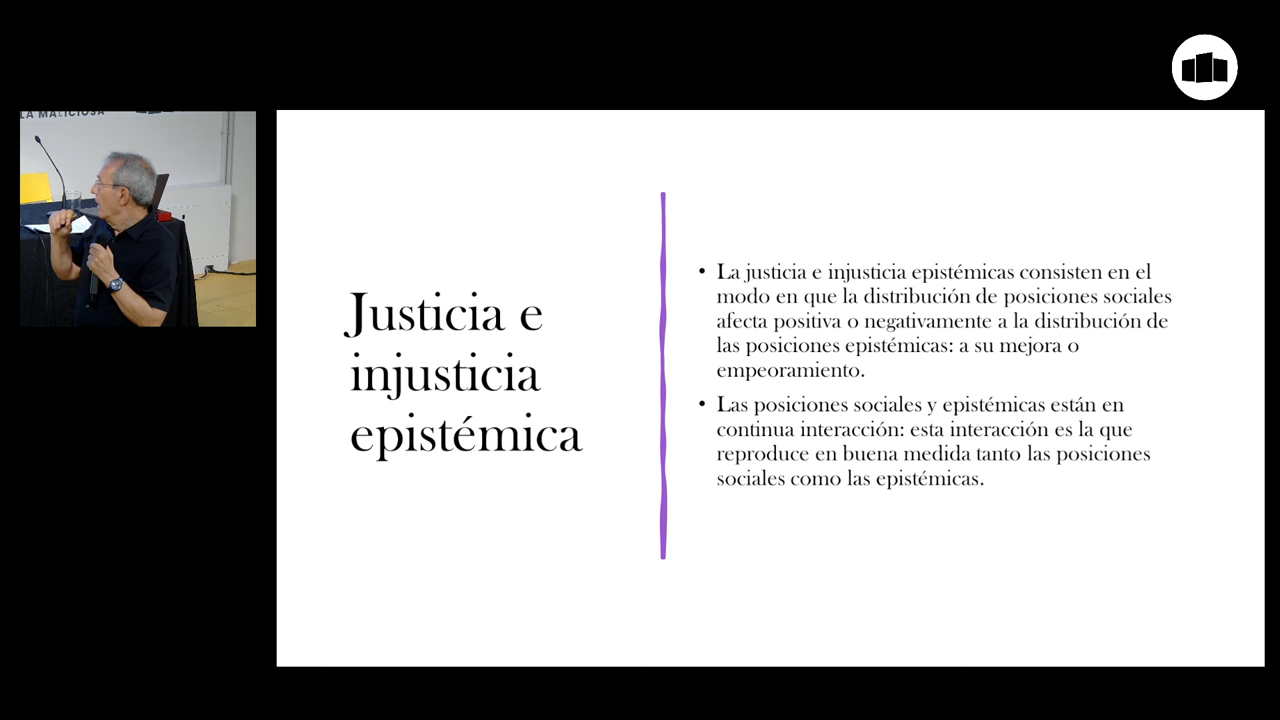 LA MALICIOSA
Justicia e
injusticia
epistémica
• La justicia e injusticia epistémicas consisten en el
modo en que la distribución de posiciones sociales
afecta positiva o negativamente a la distribución de
las posiciones epistémicas: a su mejora o
empeoramiento.
• Las posiciones sociales y epistémicas están en
continua interacción: esta interacción es la que
reproduce en buena medida tanto las posiciones
sociales como las epistémicas.